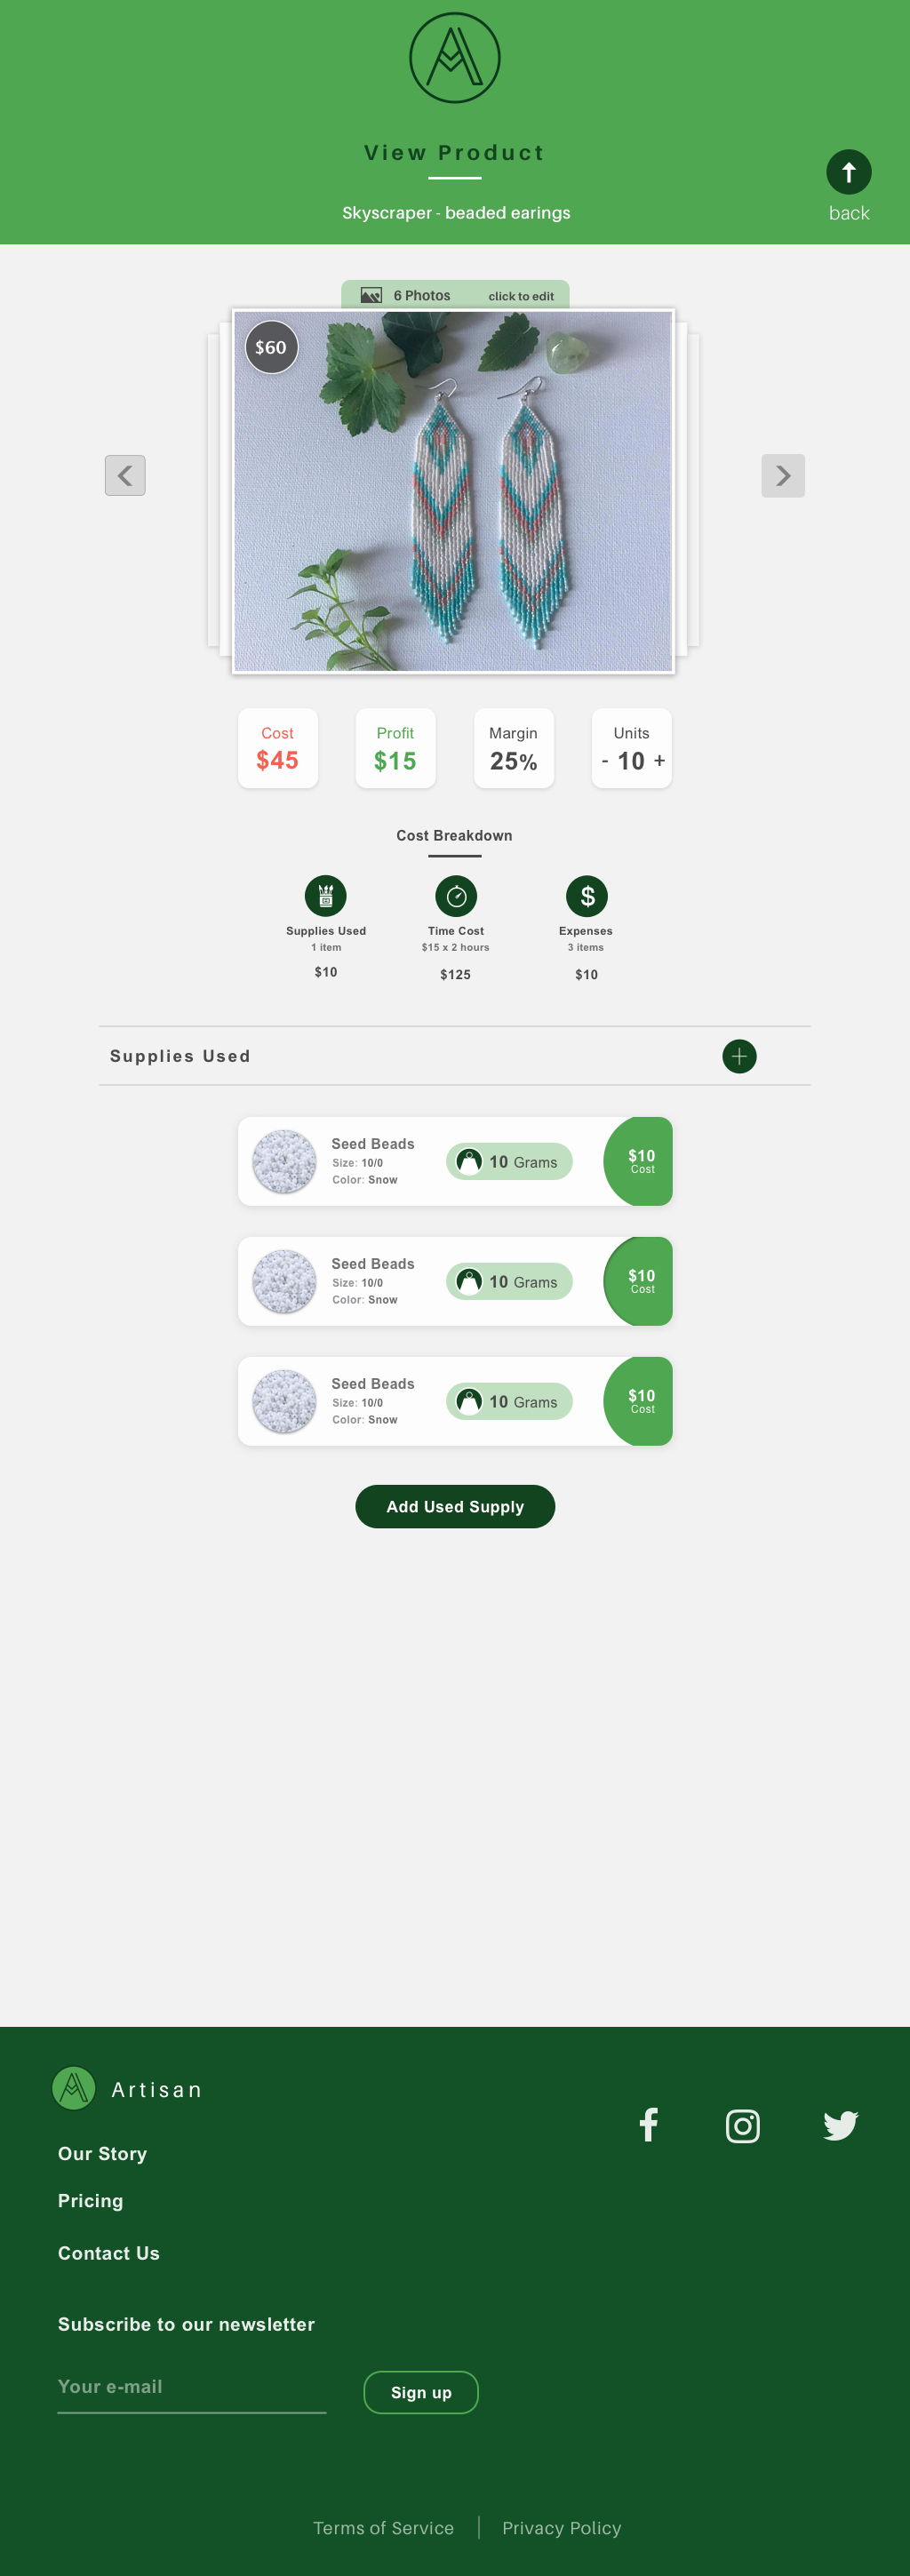 View Product
Skyscraper - beaded earings
back
6 Photos click to edit
$60
Cost
$45
Profit
$15
Margin
25%
Units
- 10 +
Cost Breakdown
Supplies Used
1 item
$10
Time Cost
$15 x 2 hours
$125
$
Expenses
3 items
$10
Supplies Used
Seed Beads
Size: 10/0
Color: Snow
10 Grams
$10
Cost
Seed Beads
Size: 10/0
Color: Snow
10 Grams
$10
Cost
Seed Beads
Size: 10/0
Color: Snow
10 Grams
$10
Cost
Add Used Supply
Artisan
Our Story
Pricing
Contact Us
Subscribe to our newsletter
Your e-mail
Sign up
Terms of Service | Privacy Policy